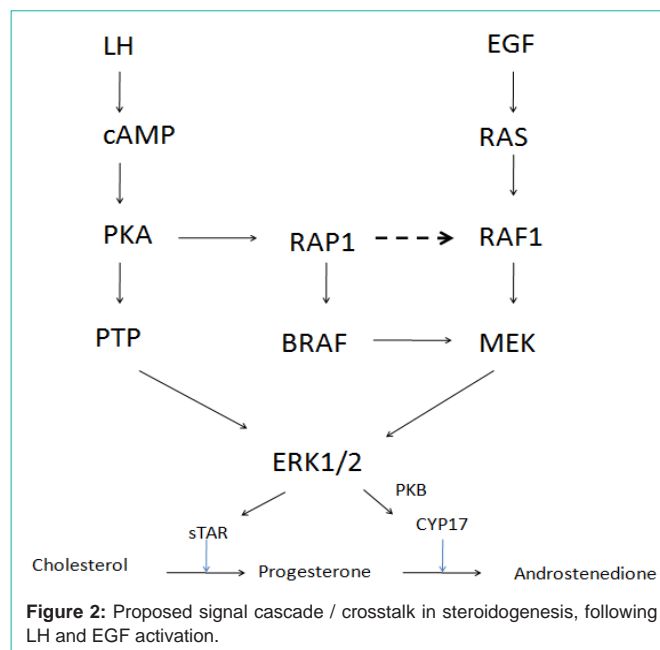 LH EGF
cAMP RAS
PKA RAP1 RAF1
PTP BRAF MEK
ERK1/2
PKB
sTAR CYP17
Cholesterol Progesterone Androstenedione
Figure 2: Proposed signal cascade / crosstalk in steroidogenesis, following
LH and EGF activation.